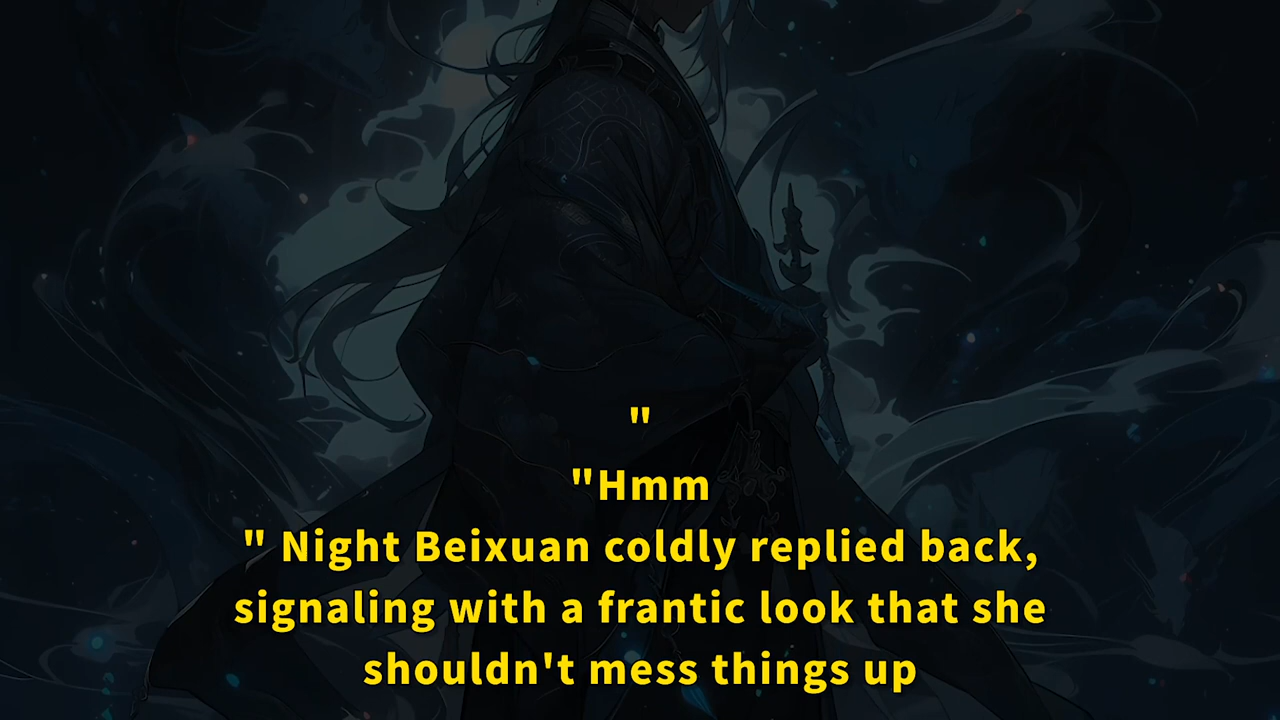 "
"Hmm
" Night Beixuan coldly replied back,
signaling with a frantic look that she
shouldn't mess things up